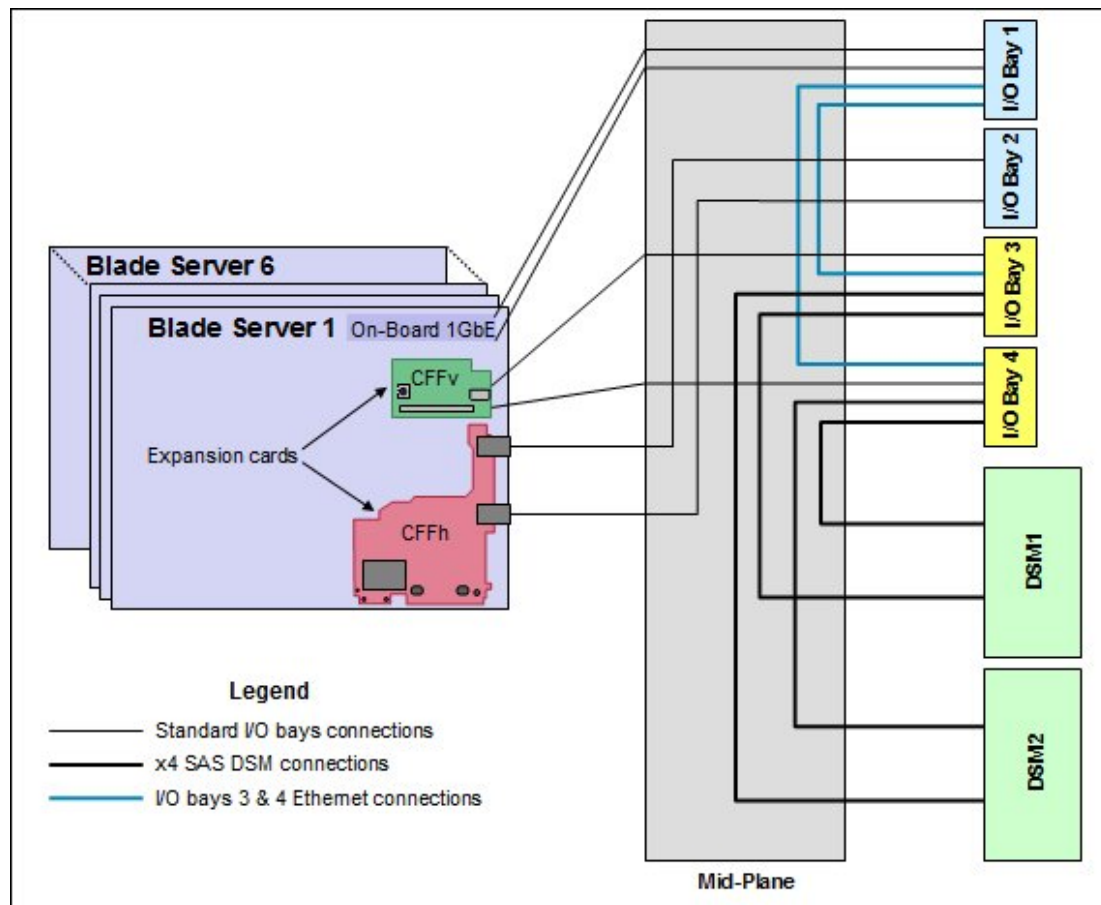 I/O Bay 1
I/O Bay 2
Blade Server 6
I/O Bay 3
Blade Server 1
On-Board 1GbE
CFFv
I/O Bay 4
Expansion cards
CFFh
DSM1
Legend
Standard I/O bays connections
x4 SAS DSM connections
I/O bays 3 & 4 Ethernet connections
DSM2
Mid-Plane